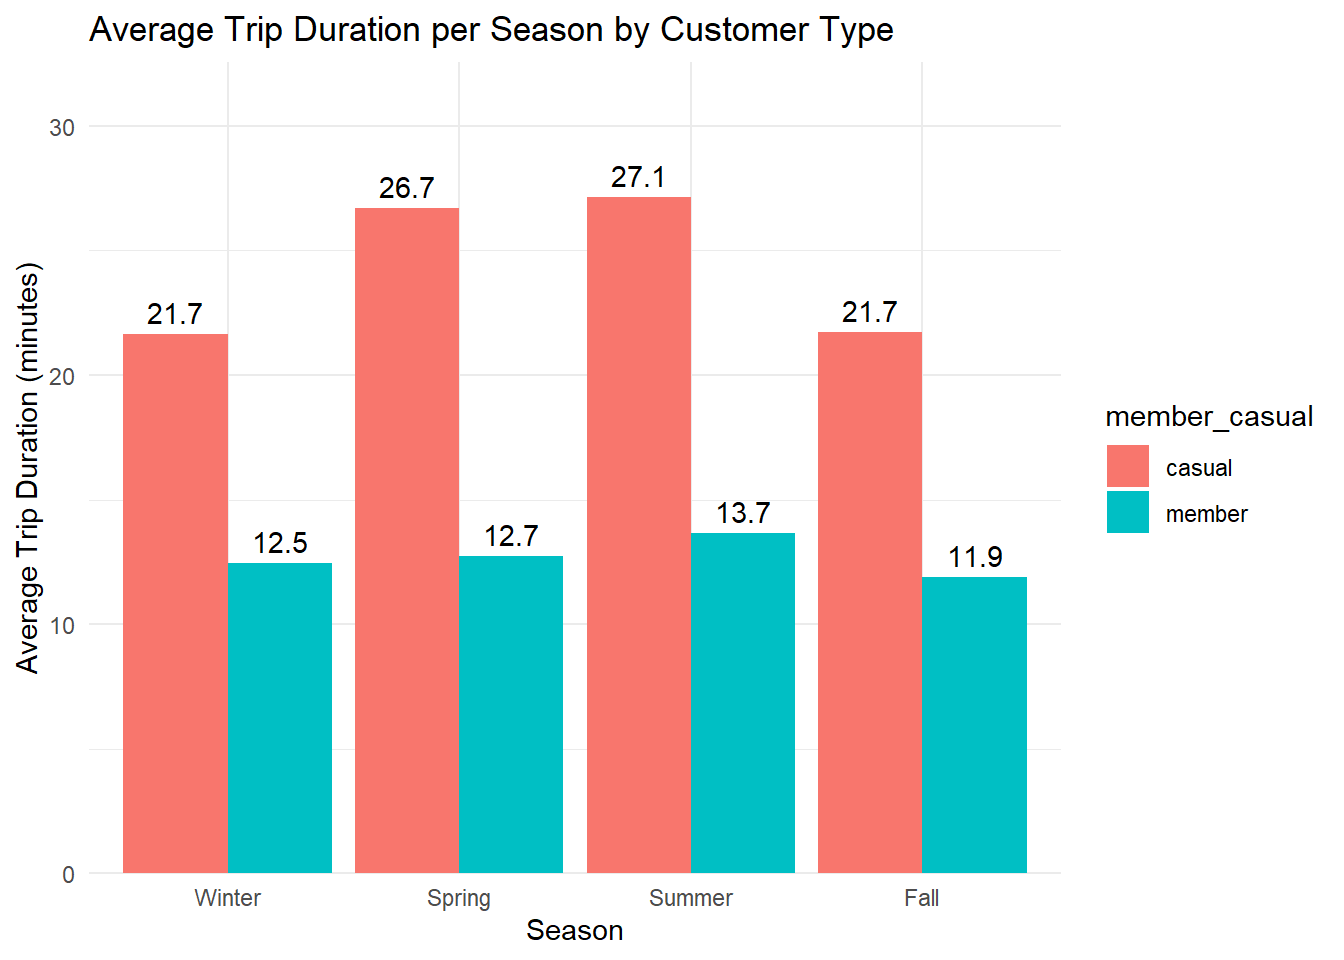 Average Trip Duration per Season by Customer Type
Average Trip Duration (minutes)
30
20
10
0
21.7
12.5
26.7
12.7
27.1
13.7
21.7
11.9
Winter
Spring
Summer
Fall
Season
member_casual
casual
member